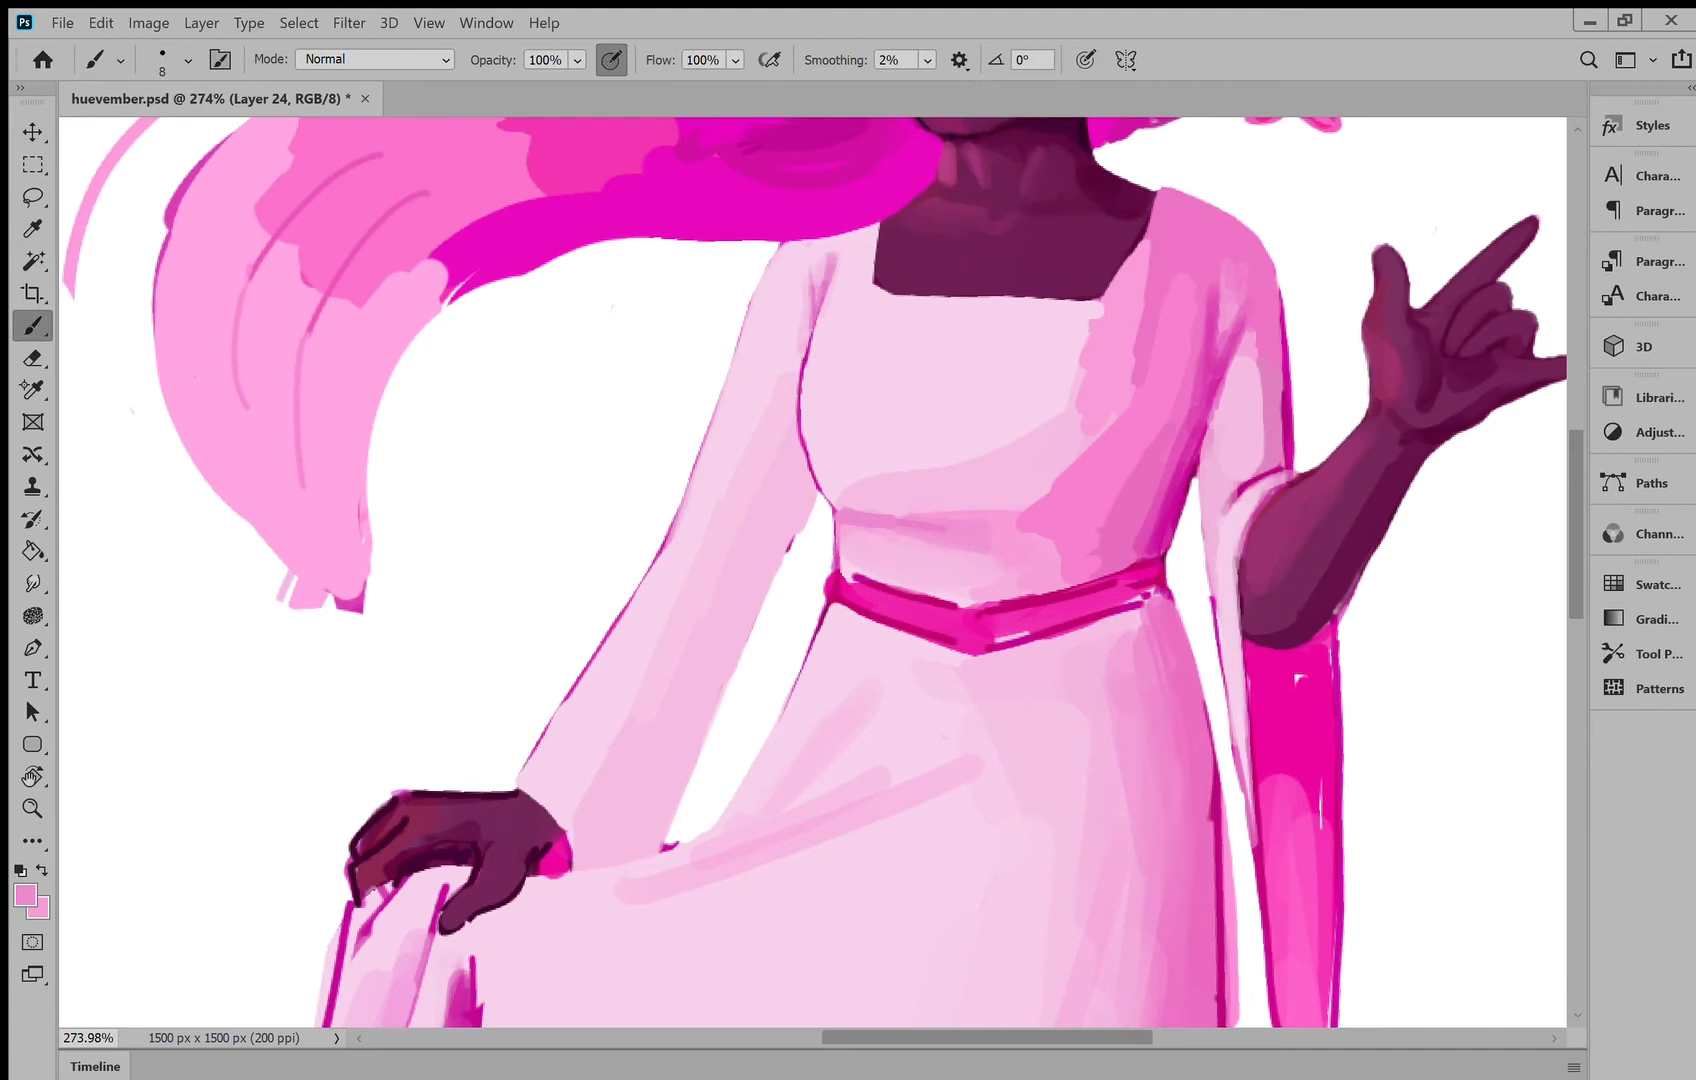 Ps File Edit Image Layer Type Select Filter 3D View Window Help
8 Mode: Normal Opacity: 100% Flow: 100% Smoothing: 2% 0°
huevember.psd @ 274% (Layer 24, RGB/8) * ×
fx Styles
A| Chara...
¶ Paragr...
Paragr...
Chara...
3D
Librari...
Adjust...
Paths
Chann...
Swatc...
Gradi...
Tool P...
Patterns
273.98% 1500 px x 1500 px (200 ppi)
Timeline